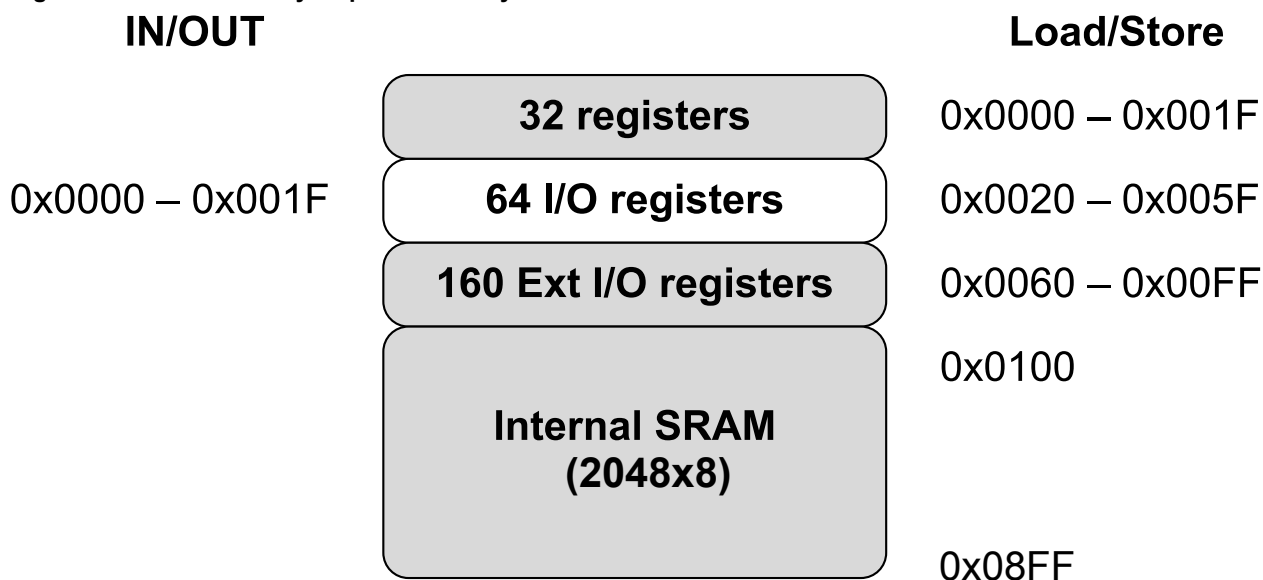 IN/OUT Load/Store
32 registers 0x0000 – 0x001F
0x0000 – 0x001F 64 I/O registers 0x0020 – 0x005F
160 Ext I/O registers 0x0060 – 0x00FF
0x0100
Internal SRAM
(2048x8)
0x08FF